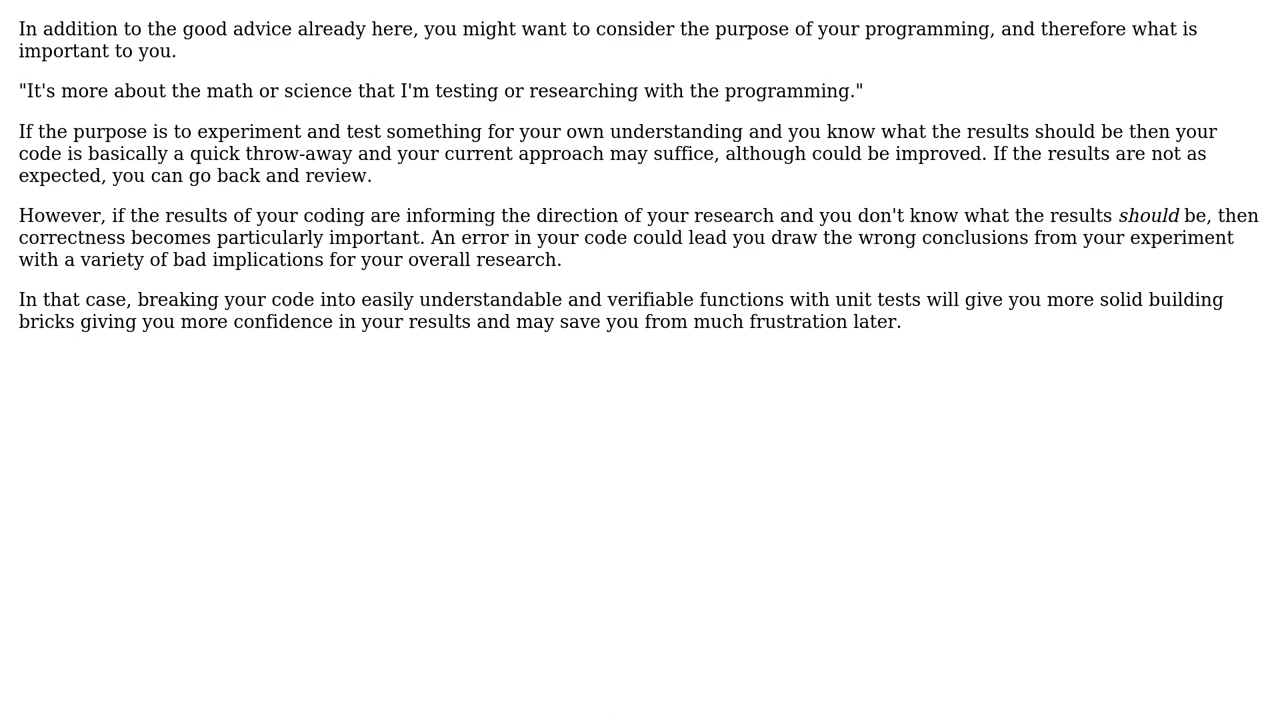 In addition to the good advice already here, you might want to consider the purpose of your programming, and therefore what is
important to you.
"It's more about the math or science that I'm testing or researching with the programming."
If the purpose is to experiment and test something for your own understanding and you know what the results should be then your
code is basically a quick throw-away and your current approach may suffice, although could be improved. If the results are not as
expected, you can go back and review.
However, if the results of your coding are informing the direction of your research and you don't know what the results should be, then
correctness becomes particularly important. An error in your code could lead you draw the wrong conclusions from your experiment
with a variety of bad implications for your overall research.
In that case, breaking your code into easily understandable and verifiable functions with unit tests will give you more solid building
bricks giving you more confidence in your results and may save you from much frustration later.